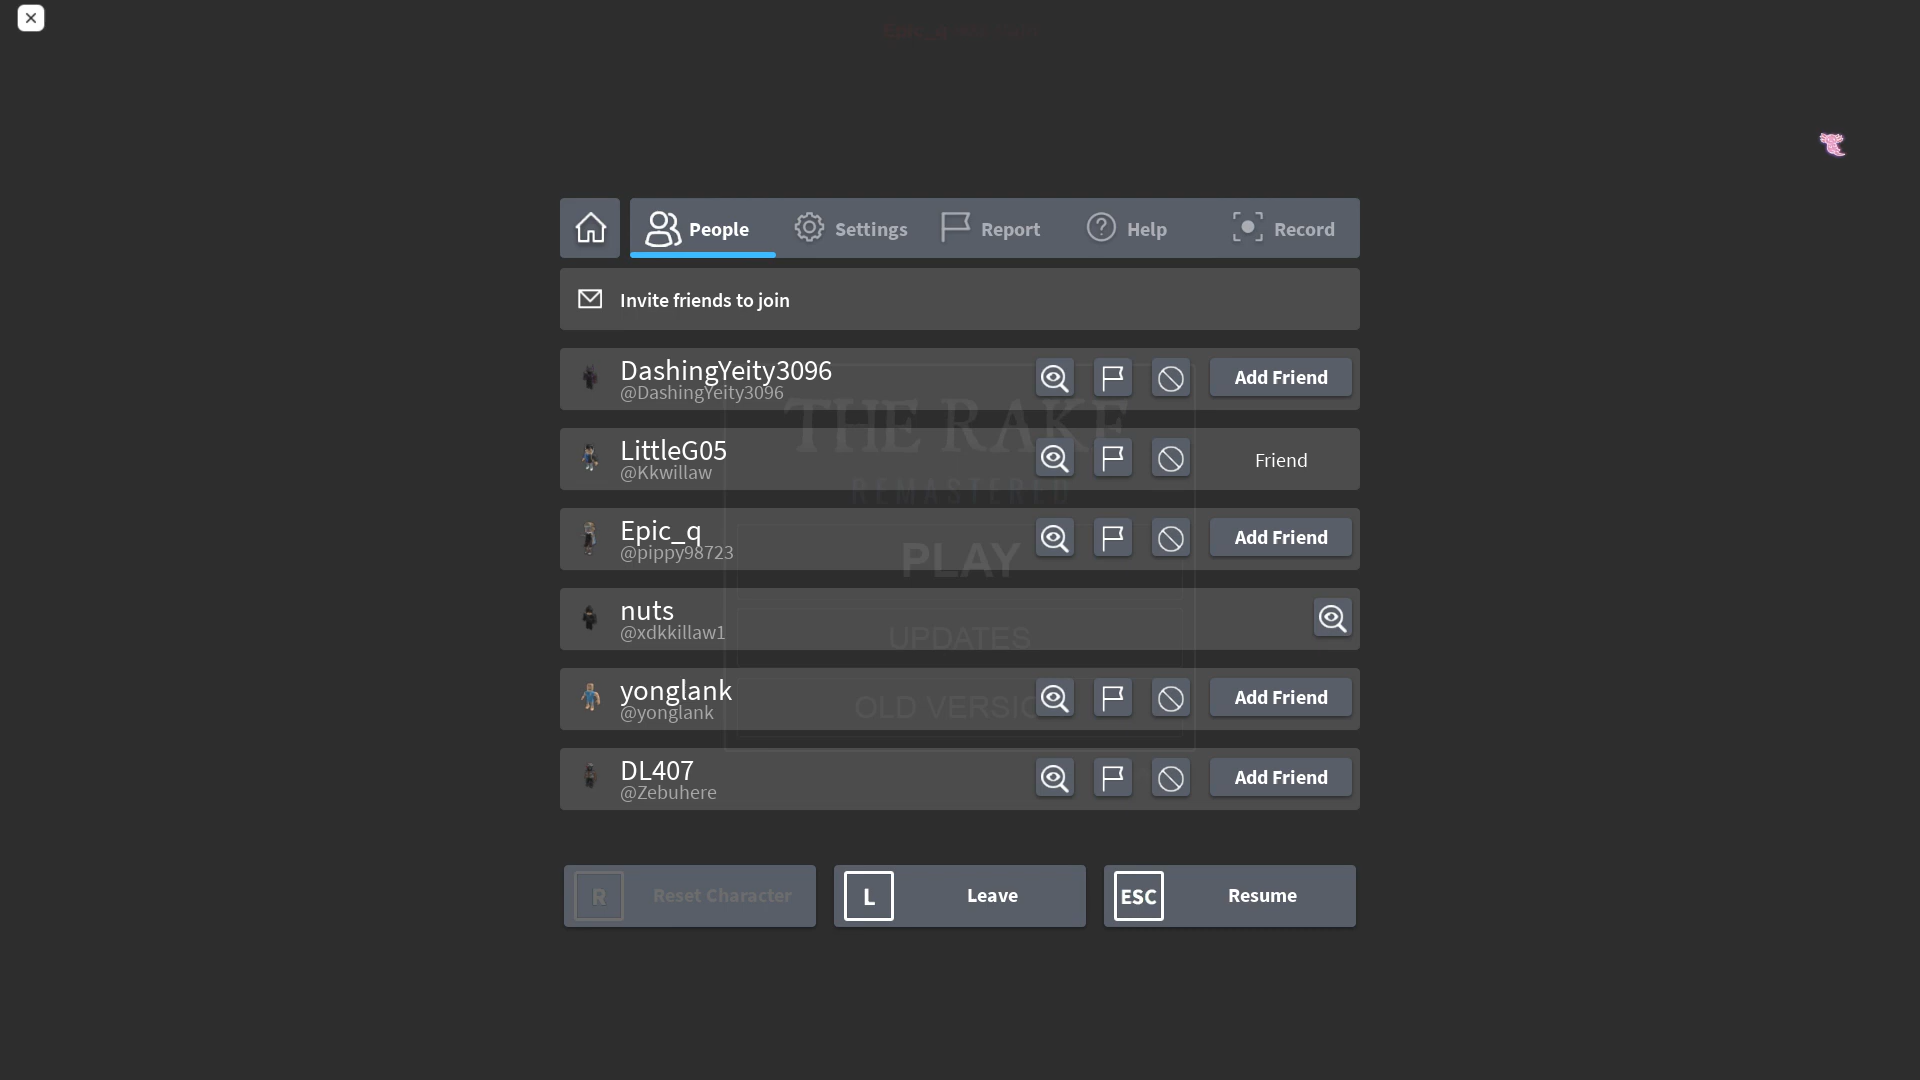 Epic_q
People
Settings
Report
Help
Record
Invite friends to join
DashingYeity3096
@DashingYeity3096
Add Friend
THE RAKE
LittleG05
@Kkwillaw
Friend
REMASTERED
Epic_q
@pippy98723
Add Friend
PLAY
nuts
@xdkkillaw1
UPDATES
yonglank
@yonglank
Add Friend
OLD VERSIO
DL407
@Zebuhere
Add Friend
R Reset Character
L Leave
ESC Resume